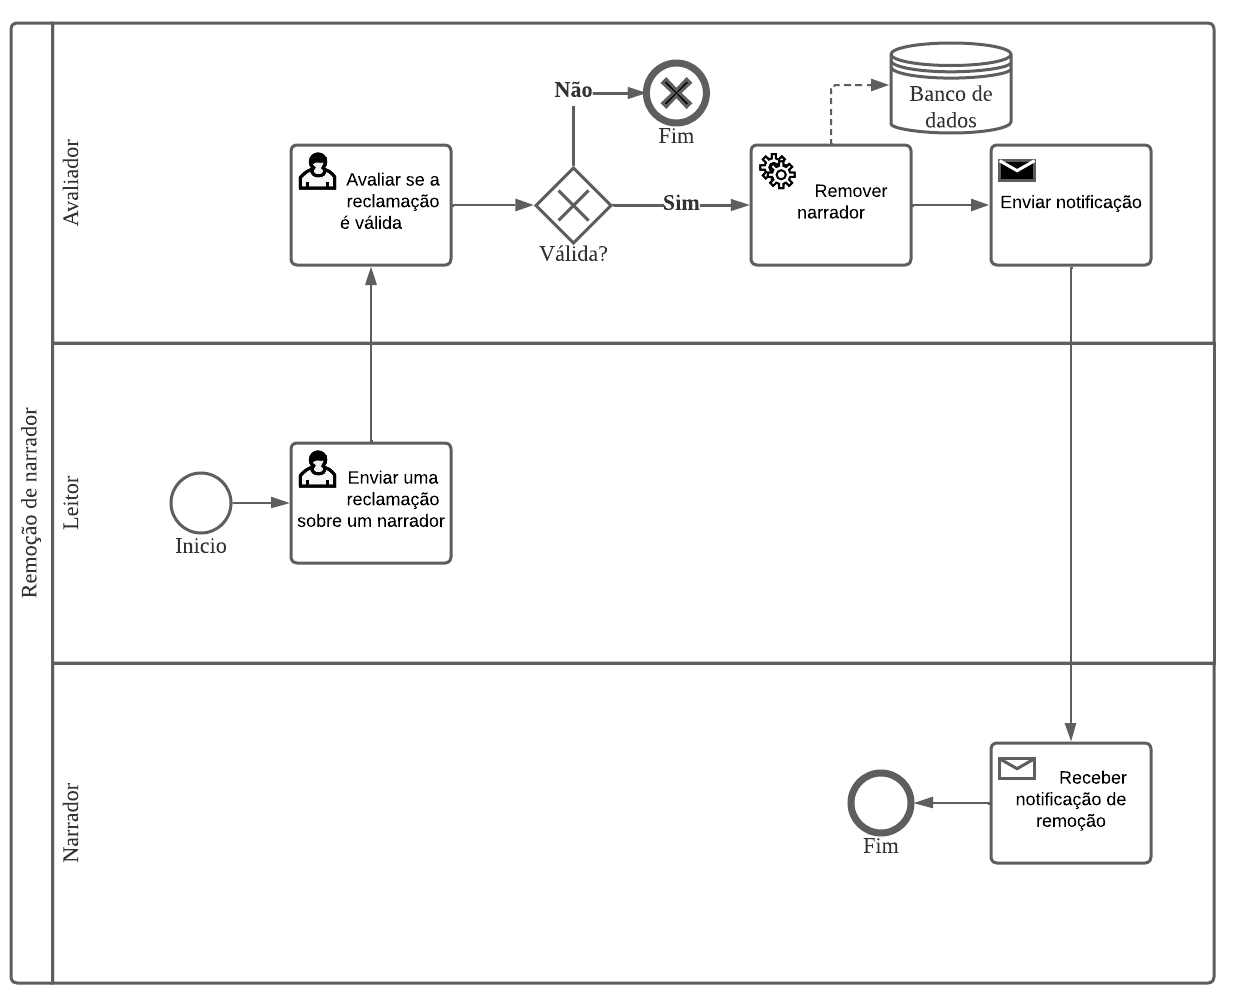 Remoção de narrador
Avaliador
Não
Fim
Banco de
dados
Avaliar se a
reclamação
é válida
Válida?
Sim
Remover
narrador
Enviar notificação
Leitor
Inicio
Enviar uma
reclamação
sobre um narrador
Narrador
Fim
Receber
notificação de
remoção